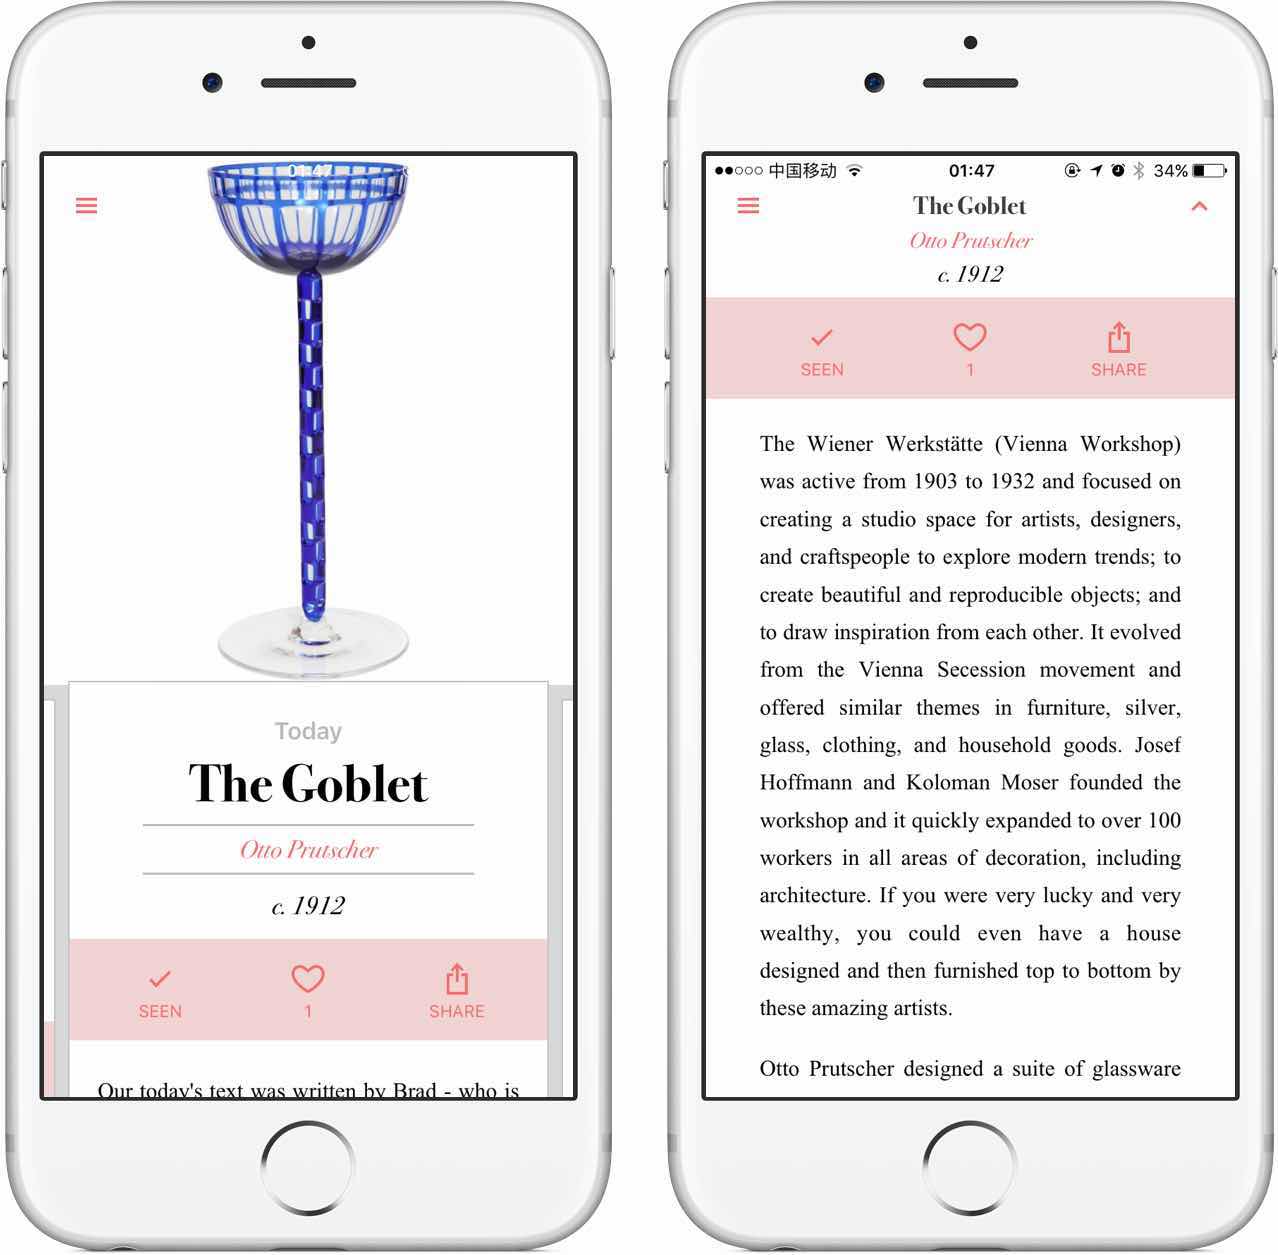 01:47
Today
The Goblet
Otto Prutscher
c. 1912
SEEN
1
SHARE
Our today's text was written by Brad - who is
中国移动 01:47 34%
The Goblet
Otto Prutscher
c. 1912
SEEN
1
SHARE
The Wiener Werkstätte (Vienna Workshop)
was active from 1903 to 1932 and focused on
creating a studio space for artists, designers,
and craftspeople to explore modern trends; to
create beautiful and reproducible objects; and
to draw inspiration from each other. It evolved
from the Vienna Secession movement and
offered similar themes in furniture, silver,
glass, clothing, and household goods. Josef
Hoffmann and Koloman Moser founded the
workshop and it quickly expanded to over 100
workers in all areas of decoration, including
architecture. If you were very lucky and very
wealthy, you could even have a house
designed and then furnished top to bottom by
these amazing artists.
Otto Prutscher designed a suite of glassware